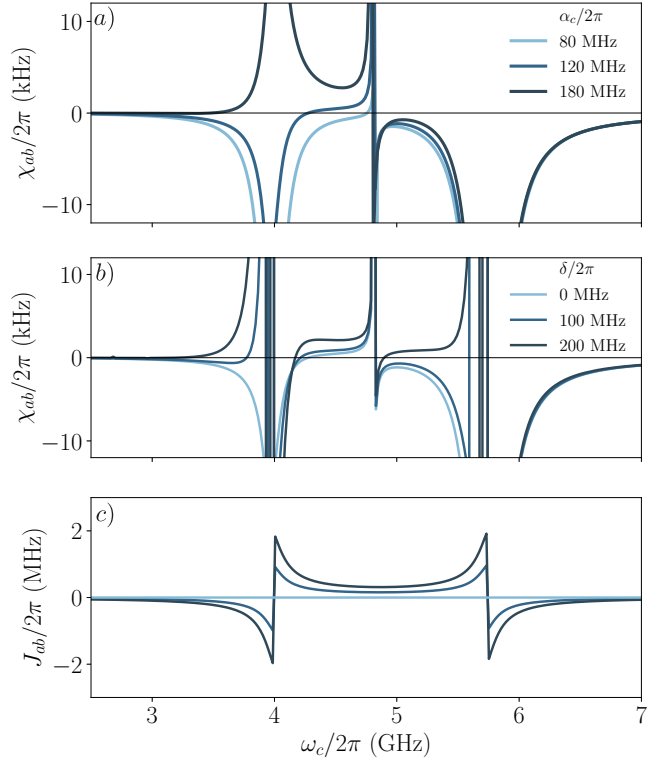 a)
α_c/2π
80 MHz
120 MHz
180 MHz
10
0
−10
χ_ab/2π (kHz)
b)
δ/2π
0 MHz
100 MHz
200 MHz
10
0
−10
χ_ab/2π (kHz)
c)
2
0
−2
J_ab/2π (MHz)
3 4 5 6 7
ω_c/2π (GHz)